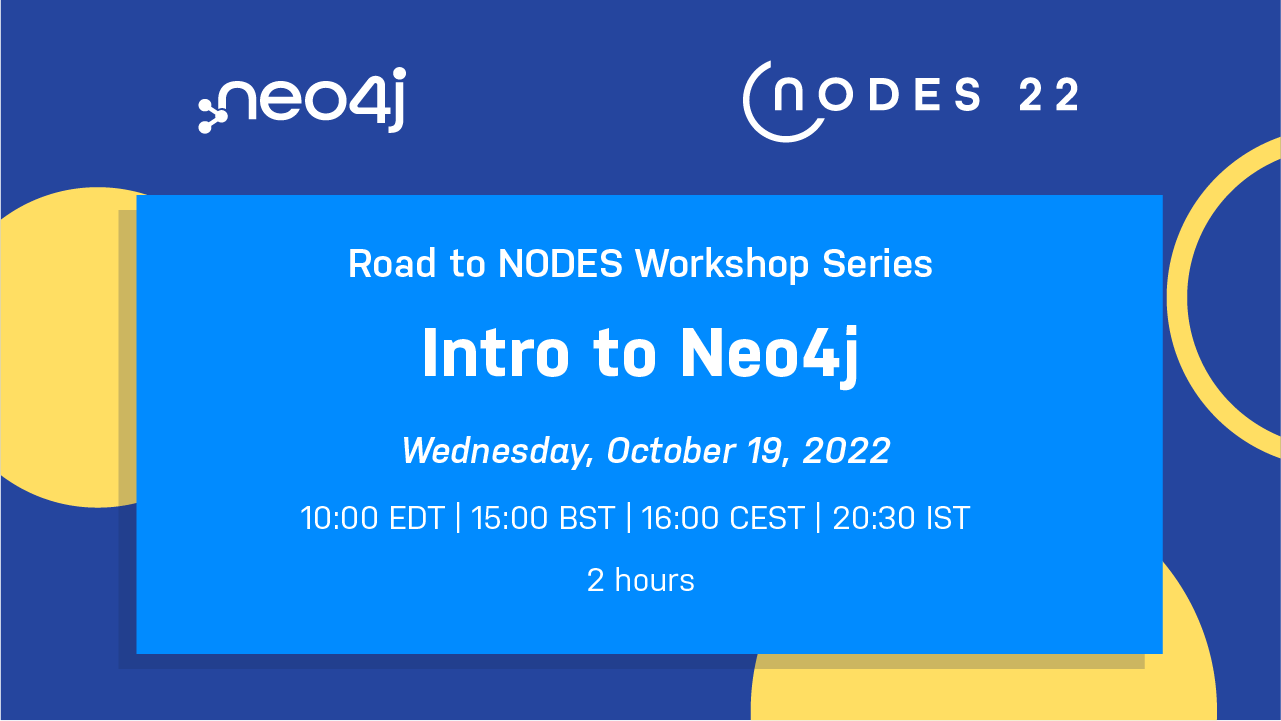 neo4j
NODES 22
Road to NODES Workshop Series
Intro to Neo4j
Wednesday, October 19, 2022
10:00 EDT | 15:00 BST | 16:00 CEST | 20:30 IST
2 hours